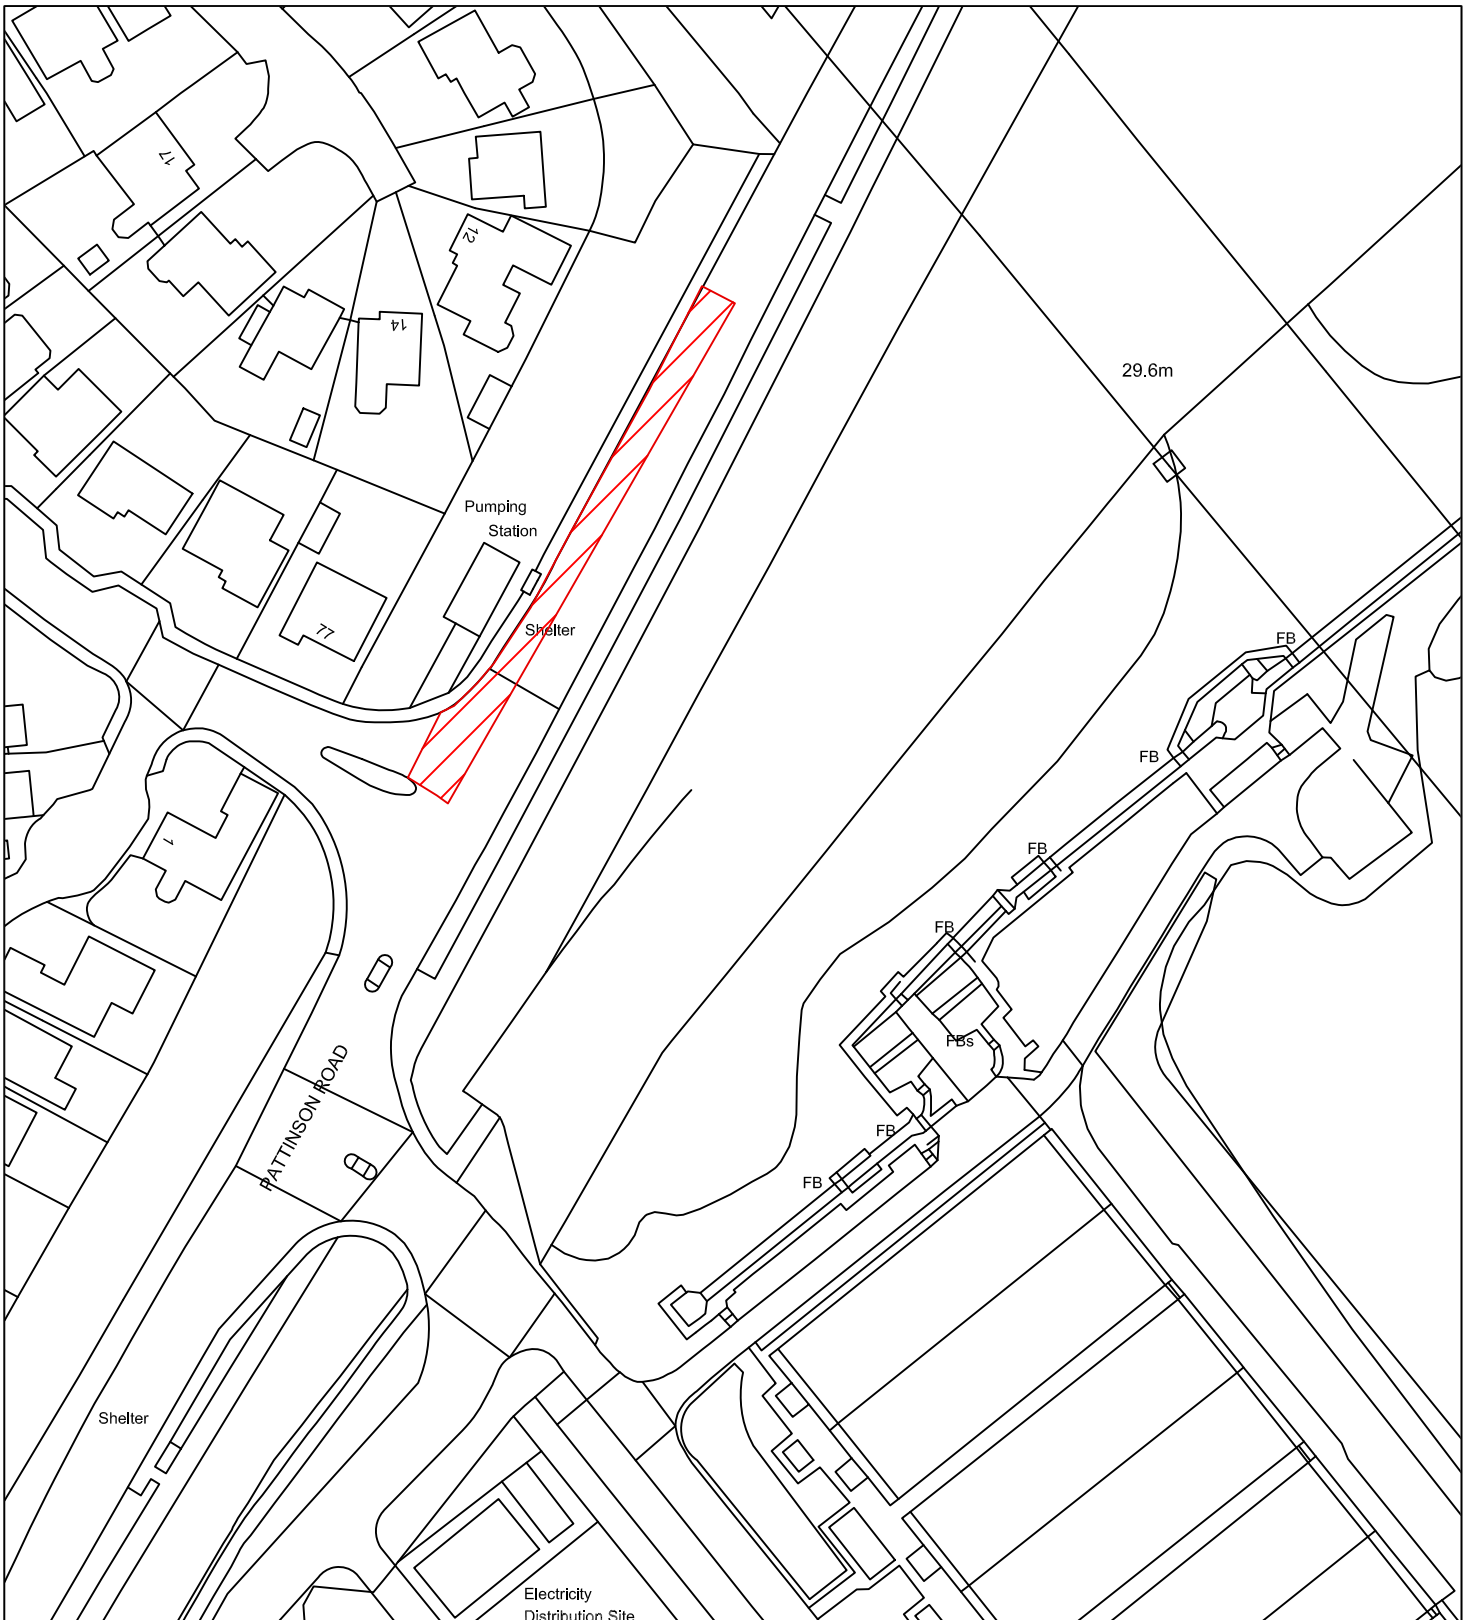 17
12
14
29.6m
Pumping
Station
Shelter
77
FB
FB
1
FB
FB
FBs
PATTINSON ROAD
FB
FB
Shelter
Electricity
Distribution Site